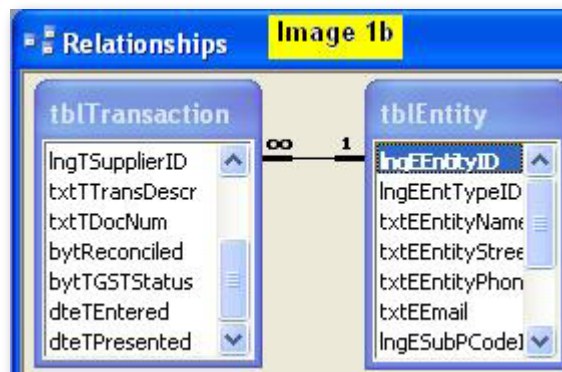 Relationships
Image 1b
tblTransaction
lngTSupplierID
txtTTransDescr
txtTDocNum
bytReconciled
bytTGSTStatus
dteTEntered
dteTPresented
∞ 1
tblEntity
lngEEntityID
lngEEntTypeID
txtEEntityName
txtEEntityStree
txtEEntityPhon
txtEEmail
lngESubPCodeI